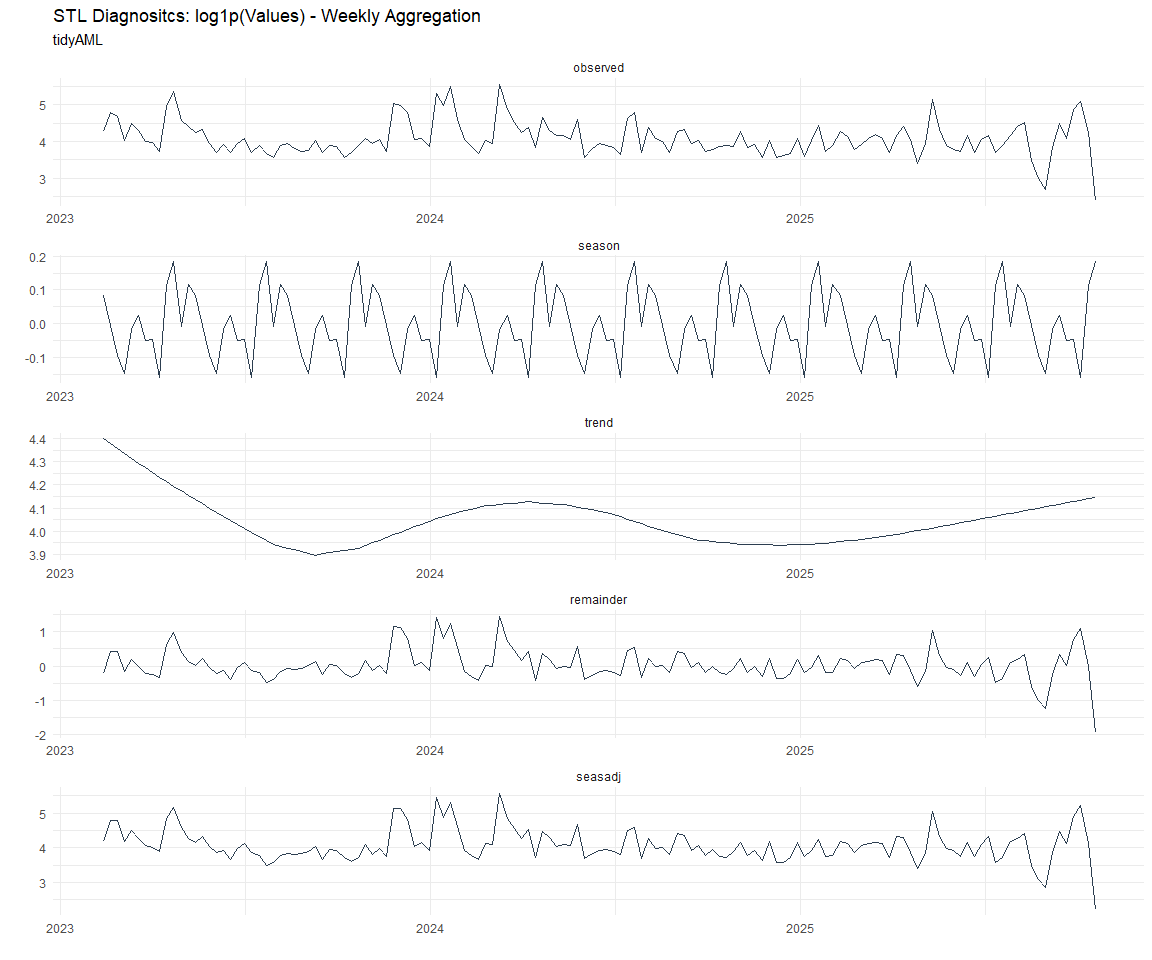 STL Diagnositcs: log1p(Values) - Weekly Aggregation
tidyAML
observed
5
4
3
2023 2024 2025
season
0.2
0.1
0.0
-0.1
2023 2024 2025
trend
4.4
4.3
4.2
4.1
4.0
3.9
2023 2024 2025
remainder
1
0
-1
-2
2023 2024 2025
seasadj
5
4
3
2023 2024 2025